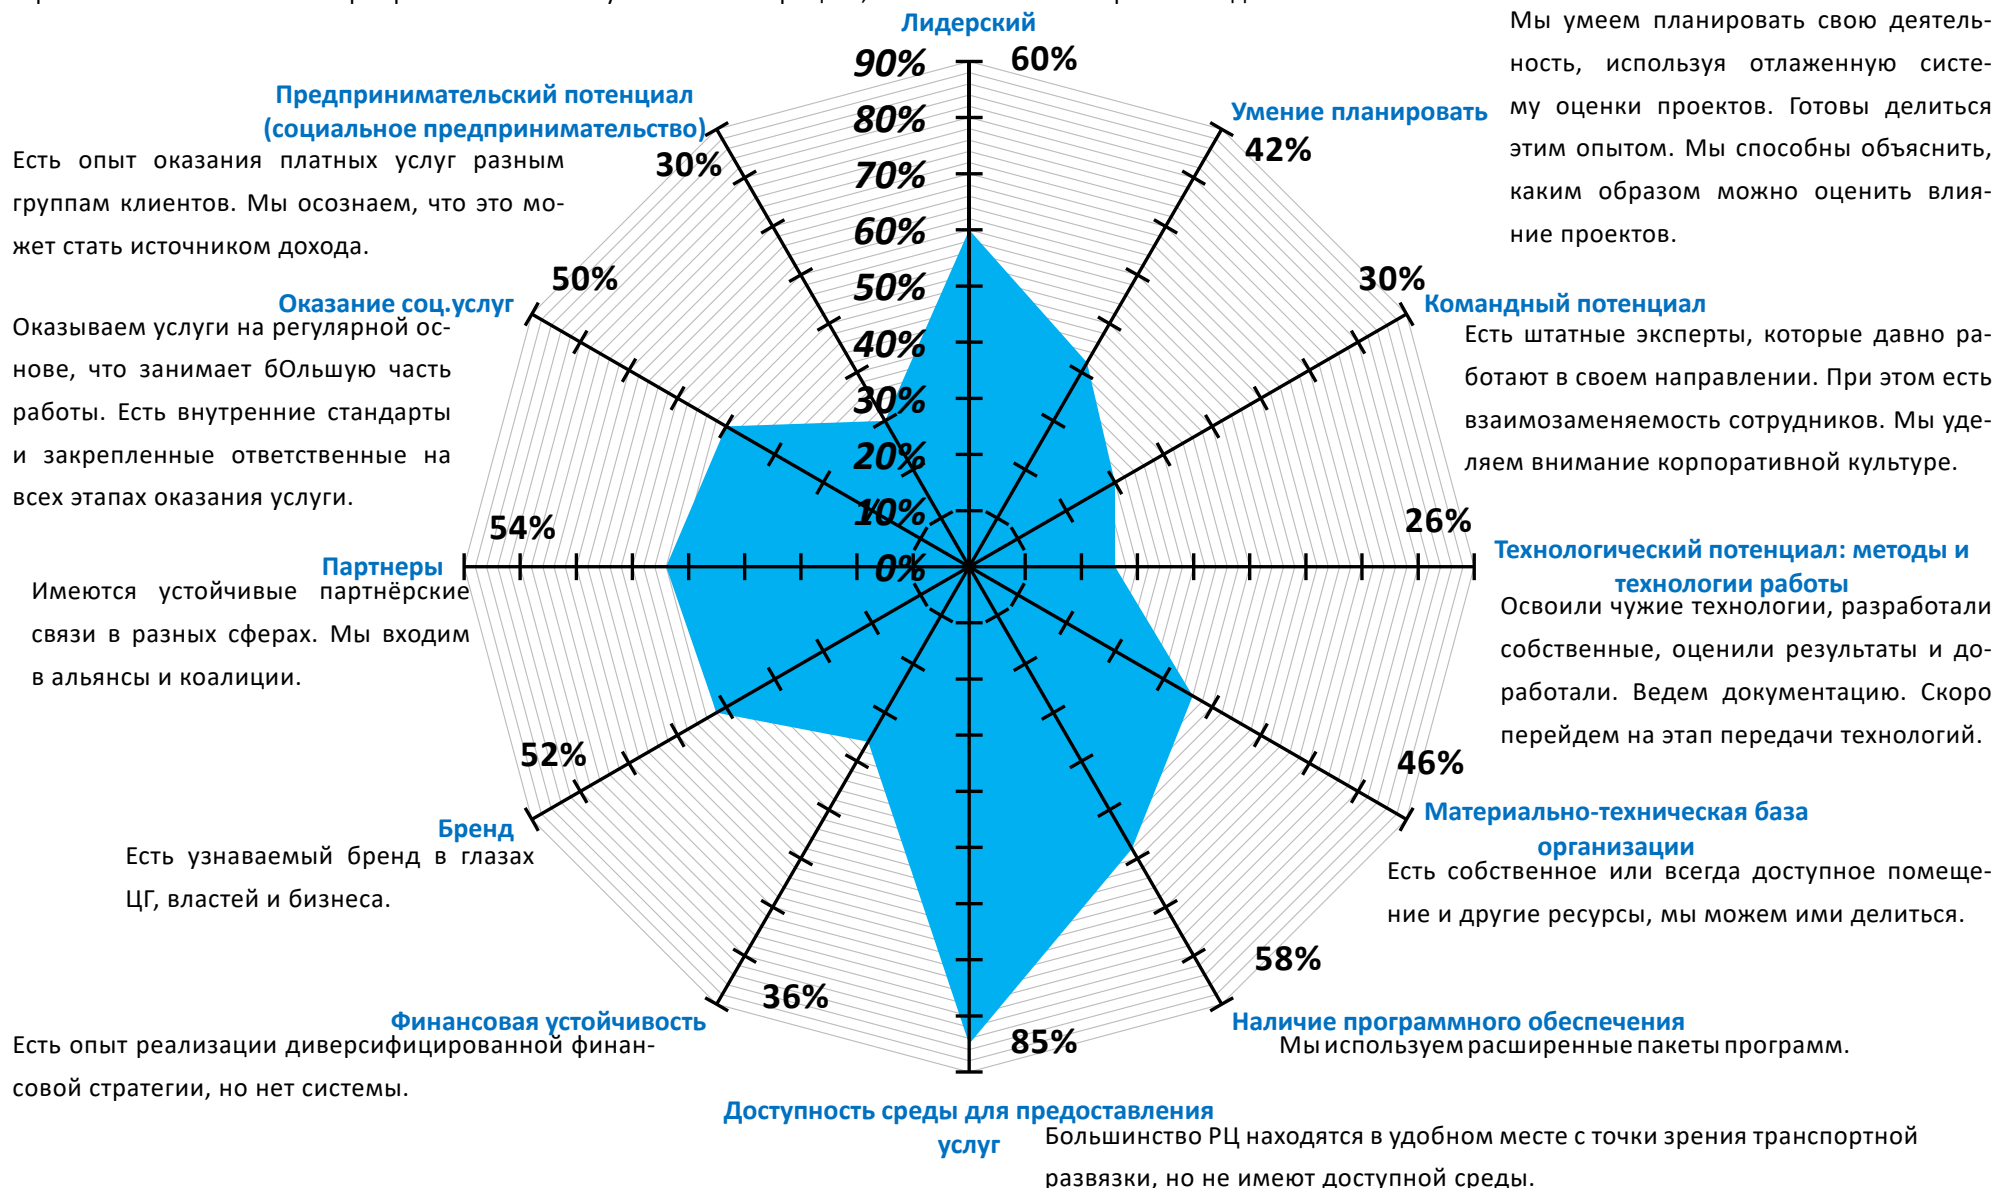 Лидерский
60%
90%
80%
70%
60%
50%
40%
30%
20%
10%
0%
Умение планировать
42%
Мы умеем планировать свою деятель-
ность, используя отлаженную систе-
му оценки проектов. Готовы делиться
этим опытом. Мы способны объяснить,
каким образом можно оценить влия-
ние проектов.
30%
Командный потенциал
Есть штатные эксперты, которые давно ра-
ботают в своем направлении. При этом есть
взаимозаменяемость сотрудников. Мы уде-
ляем внимание корпоративной культуре.
26%
Технологический потенциал: методы и
технологии работы
Освоили чужие технологии, разработали
собственные, оценили результаты и до-
работали. Ведем документацию. Скоро
перейдем на этап передачи технологий.
46%
Материально-техническая база
организации
Есть собственное или всегда доступное помеще-
ние и другие ресурсы, мы можем ими делиться.
58%
Наличие программного обеспечения
Мы используем расширенные пакеты программ.
85%
Доступность среды для предоставления
услуг
Большинство РЦ находятся в удобном месте с точки зрения транспортной
развязки, но не имеют доступной среды.
36%
Финансовая устойчивость
Есть опыт реализации диверсифицированной финан-
совой стратегии, но нет системы.
52%
Бренд
Есть узнаваемый бренд в глазах
ЦГ, властей и бизнеса.
54%
Партнеры
Имеются устойчивые партнёрские
связи в разных сферах. Мы входим
в альянсы и коалиции.
50%
Оказание соц.услуг
Оказываем услуги на регулярной ос-
нове, что занимает бОльшую часть
работы. Есть внутренние стандарты
и закрепленные ответственные на
всех этапах оказания услуги.
Предпринимательский потенциал
(социальное предпринимательство)
30%
Есть опыт оказания платных услуг разным
группам клиентов. Мы осознаем, что это мо-
жет стать источником дохода.